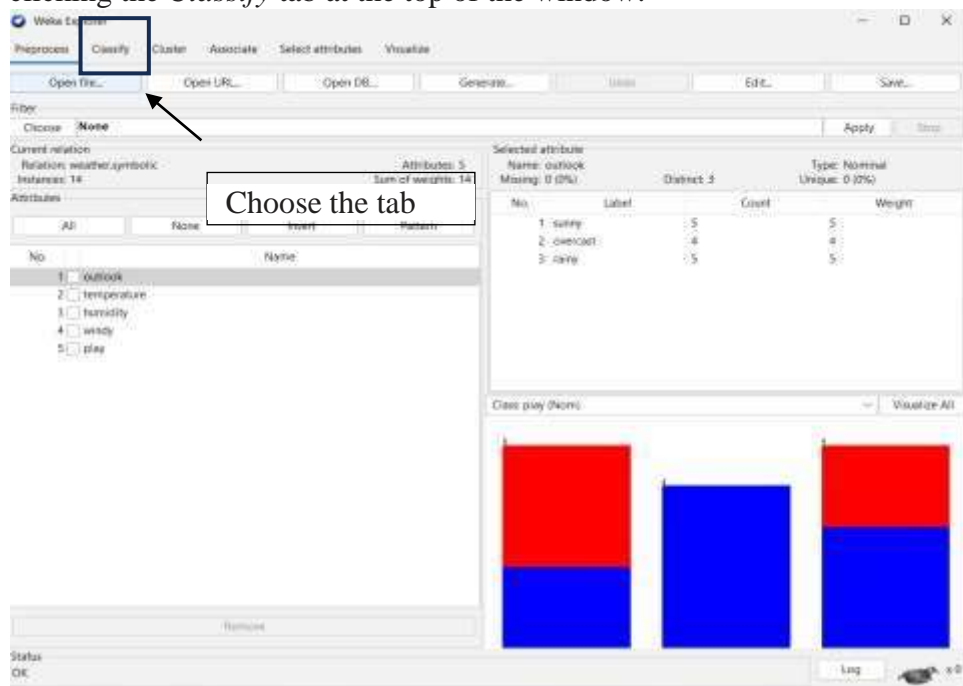 clicking the Classify tab at the top of the window.
Weka Explorer
Preprocess Classify Cluster Associate Select attributes Visualize
Open file... Open URL... Open DB... Generate... Undo Edit... Save...
Filter
Choose None Apply Stop
Current relation
Relation: weather.symbolic Attributes: 5
Instances: 14 Sum of weights: 14
Selected attribute
Name: outlook Type: Nominal
Missing: 0 (0%) Distinct: 3 Unique: 0 (0%)
Attributes
Choose the tab
All None Invert Pattern
No. Name
1 outlook
2 temperature
3 humidity
4 windy
5 play
Remove
No. Label Count Weight
1 sunny 5 5
2 overcast 4 4
3 rainy 5 5
Class: play (Nom) Visualize All
Status
OK Log x 0